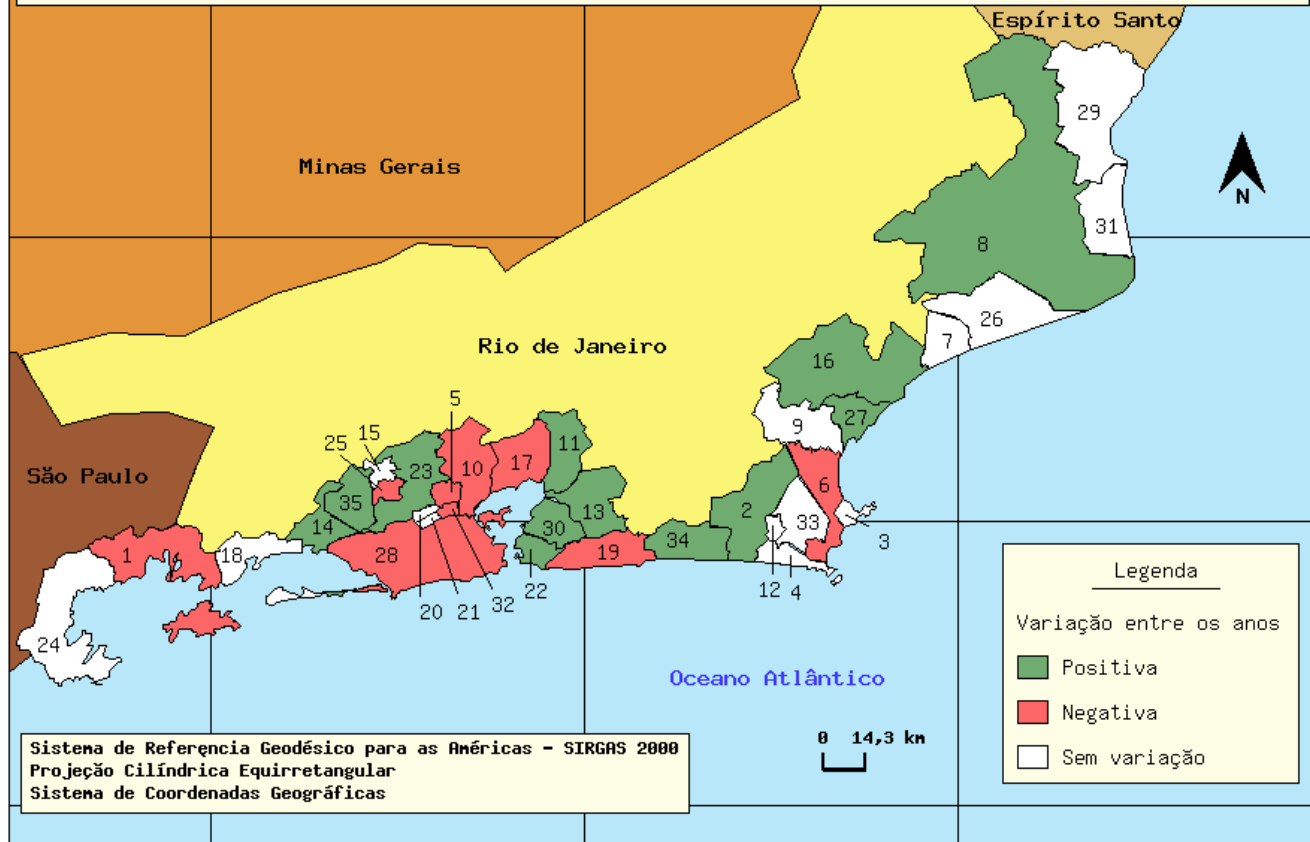 Espírito Santo
29
Minas Gerais
N
31
8
26
7
Rio de Janeiro
16
5
27
9
15
25
11
23
10
17
São Paulo
6
35
13
2
14
30
33
1
28
19
34
18
3
22
12
4
20
21
32
24
Legenda
Variação entre os anos
Positiva
Negativa
Sem variação
Oceano Atlântico
0 14,3 km
Sistema de Referençia Geodésico para as Américas - SIRGAS 2000
Projeção Cilíndrica Equirretangular
Sistema de Coordenadas Geográficas